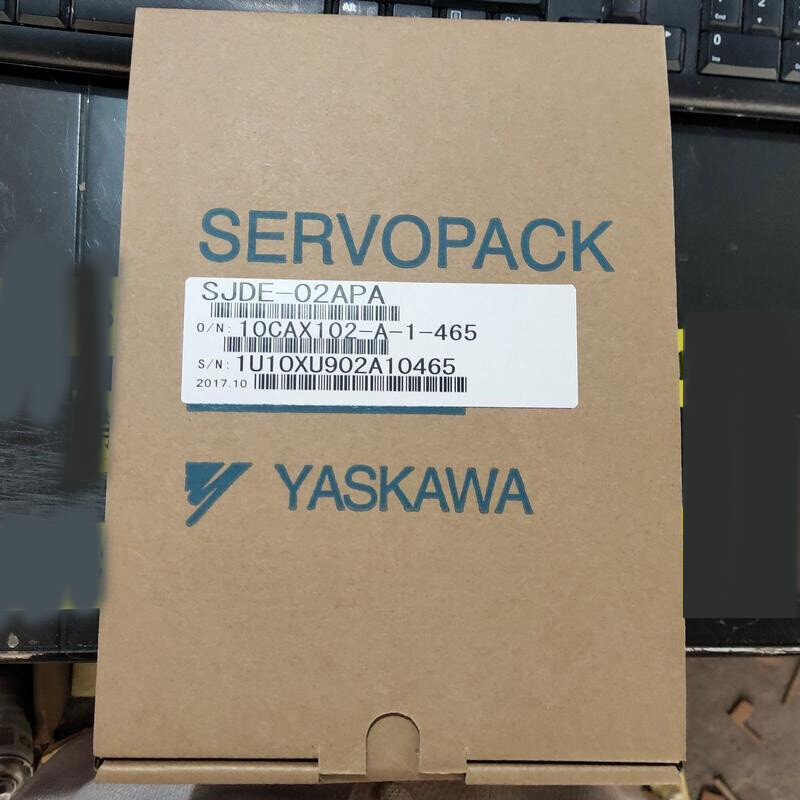 SERVOPACK
SJDE-02APA
O/N: 10CAX102-A-1-465
S/N: 1U10XU902A10465
2017.10
YASKAWA